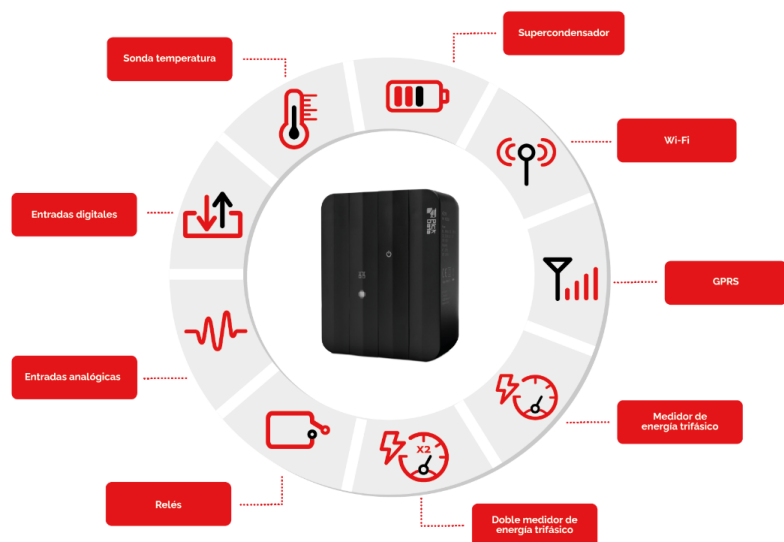 Supercondensador
Sonda temperatura
Wi-Fi
Entradas digitales
GPRS
Entradas analógicas
X2
Medidor de
energía trifásico
Relés
Doble medidor de
energía trifásico